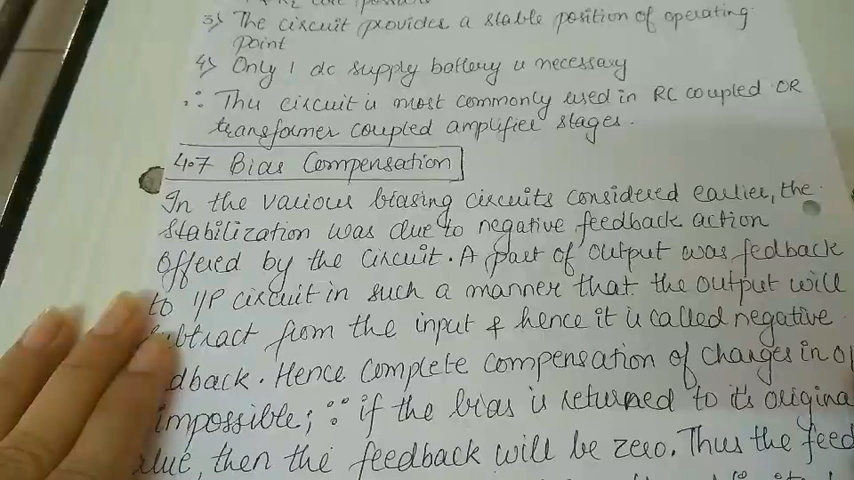 3) The circuit provides a stable position of operating
point
4) Only 1 dc supply battery is necessary
∴ This circuit is most commonly used in RC coupled OR
transformer coupled amplifier stages.
4.7 Bias Compensation
In the various biasing circuits considered earlier, the
stabilization was due to negative feedback action
offered by the circuit. A part of output was fedback
to I/P circuit in such a manner that the output will
subtract from the input & hence it is called negative
dback. Hence complete compensation of changes in o
impossible; ∵ if the bias is returned to it's origina
alue, then the feedback will be zero. Thus the feed